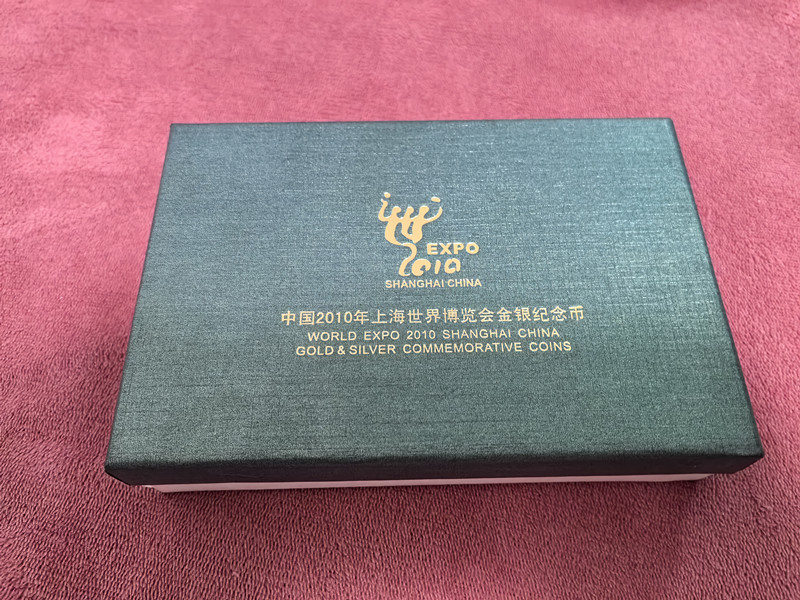 EXPO
2010
SHANGHAI CHINA
中国2010年上海世界博览会金银纪念币
WORLD EXPO 2010 SHANGHAI CHINA
GOLD & SILVER COMMEMORATIVE COINS